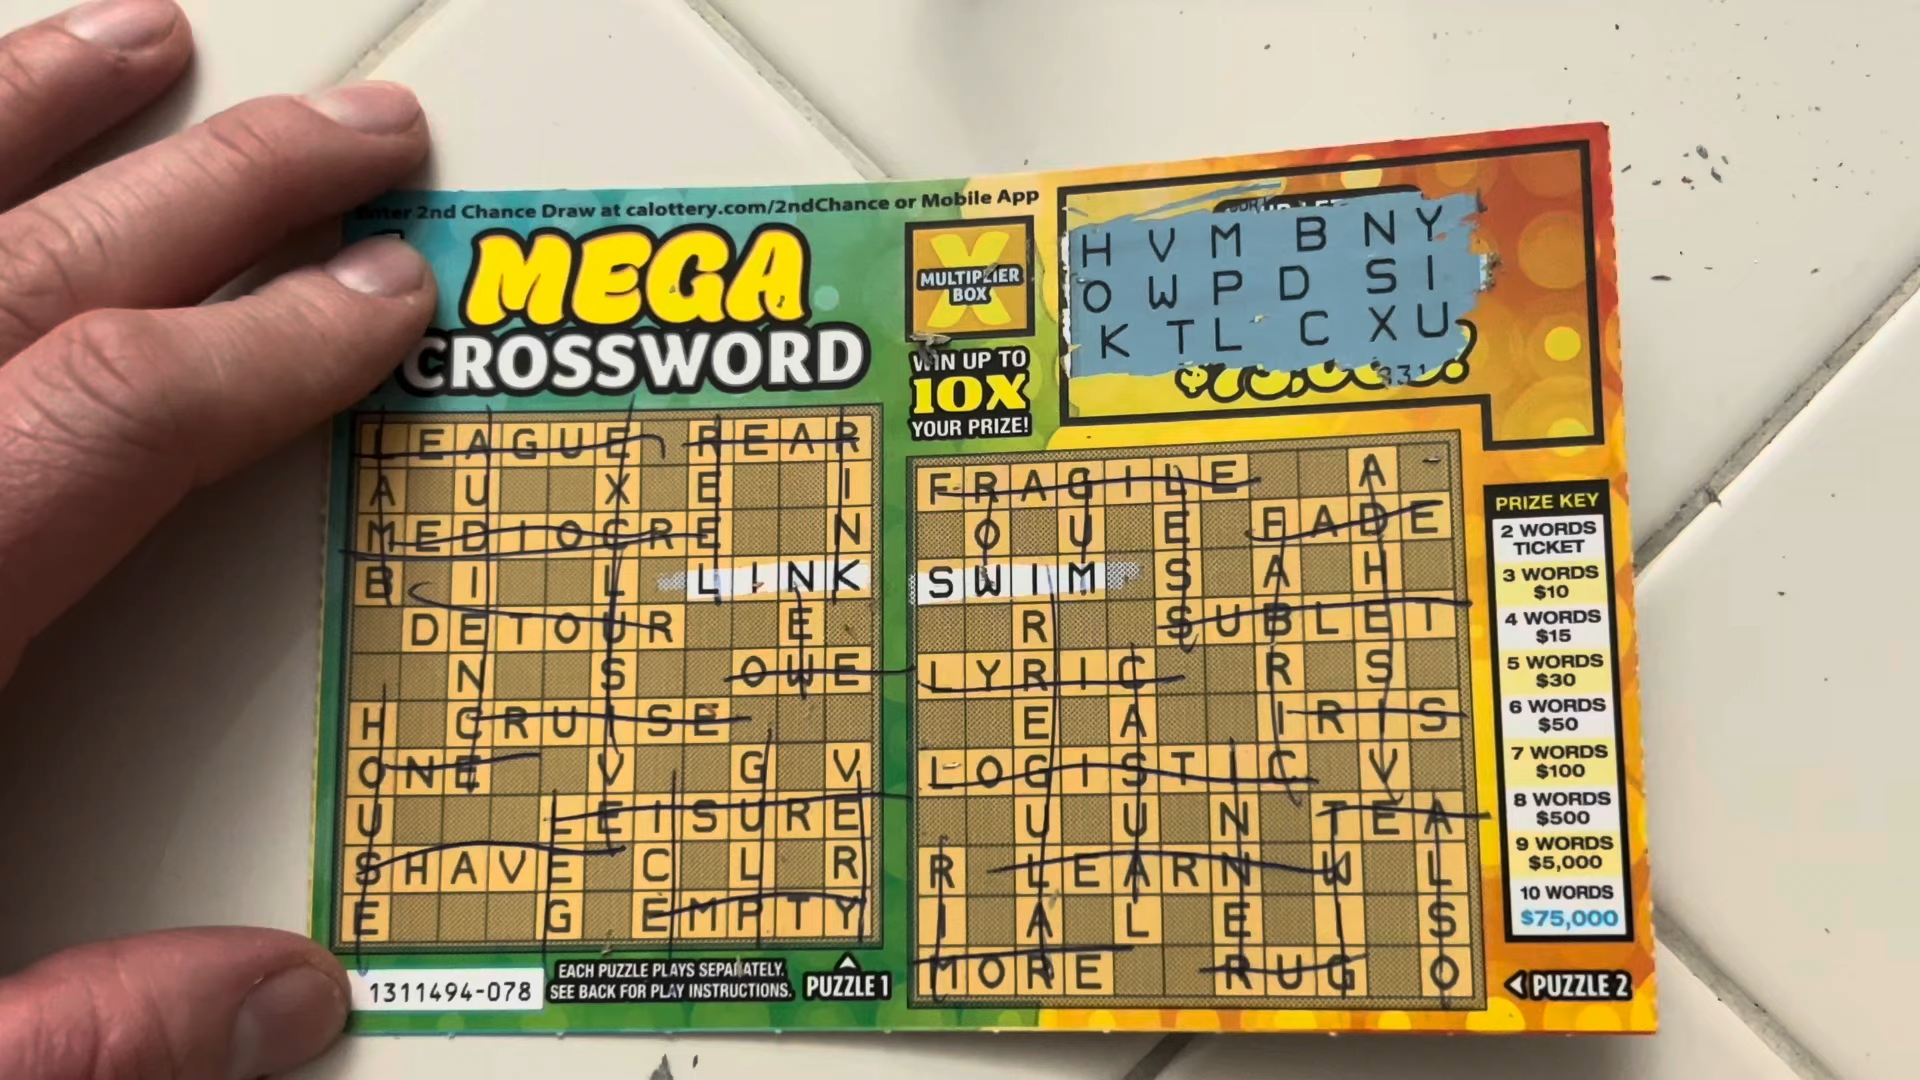 Enter 2nd Chance Draw at calottery.com/2ndChance or Mobile App
MEGA
CROSSWORD
MULTIPLIER
BOX
WIN UP TO
10X
YOUR PRIZE!
H V M B N Y
O W P D S I
K T L C X U
LEAGUE REAR
A U X E I
MEDIOCRE N
B I L LINK
DETOUR E
N S OWE
H CRUISE
ONE V G V
U LEISURE
SHAVE C L R
E G EMPTY
1311494-078
EACH PUZZLE PLAYS SEPARATELY.
SEE BACK FOR PLAY INSTRUCTIONS.
PUZZLE 1
FRAGILE A
O U E FADE
SWIM S A H
R SUBLET
LYRIC R S
E A IRIS
LOGISTIC V
U U N TEA
R LEARN W L
I A L E I S
MORE RUG O
PUZZLE 2
PRIZE KEY
2 WORDS
TICKET
3 WORDS
$10
4 WORDS
$15
5 WORDS
$30
6 WORDS
$50
7 WORDS
$100
8 WORDS
$500
9 WORDS
$5,000
10 WORDS
$75,000